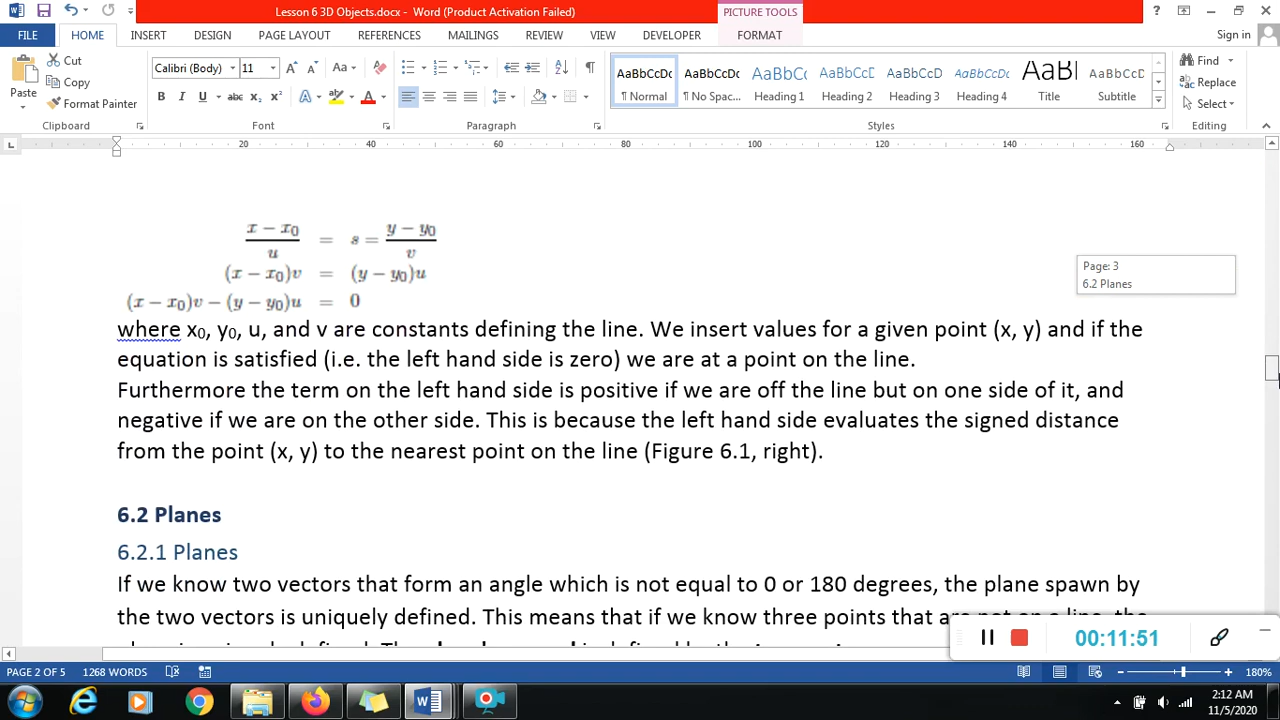 Lesson 6 3D Objects.docx - Word (Product Activation Failed)
PICTURE TOOLS
?
FILE HOME INSERT DESIGN PAGE LAYOUT REFERENCES MAILINGS REVIEW VIEW DEVELOPER FORMAT Sign in
Paste
Cut
Copy
Format Painter
Clipboard
Calibri (Body) 11
Font
Paragraph
AaBbCcDc AaBbCcDc AaBbCc AaBbCcC AaBbCcD AaBbCcD AaBl AaBbCcC
¶ Normal ¶ No Spac... Heading 1 Heading 2 Heading 3 Heading 4 Title Subtitle
Styles
Find
Replace
Select
Editing
20 40 60 80 100 120 140 160
(x − x₀)/u = s = (y − y₀)/v
(x − x₀)v = (y − y₀)u
(x − x₀)v − (y − y₀)u = 0
Page: 3
6.2 Planes
where x₀, y₀, u, and v are constants defining the line. We insert values for a given point (x, y) and if the
equation is satisfied (i.e. the left hand side is zero) we are at a point on the line.
Furthermore the term on the left hand side is positive if we are off the line but on one side of it, and
negative if we are on the other side. This is because the left hand side evaluates the signed distance
from the point (x, y) to the nearest point on the line (Figure 6.1, right).
6.2 Planes
6.2.1 Planes
If we know two vectors that form an angle which is not equal to 0 or 180 degrees, the plane spawn by
the two vectors is uniquely defined. This means that if we know three points that are not on a line, the
00:11:51
PAGE 2 OF 5 1268 WORDS 180%
2:12 AM
11/5/2020